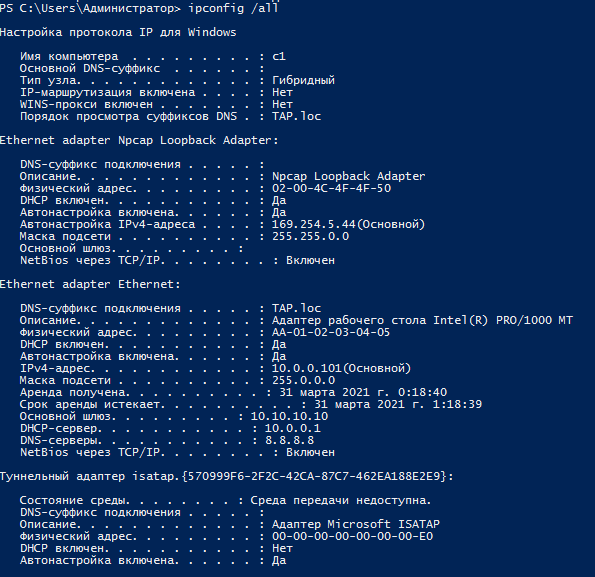 PS C:\Users\Администратор> ipconfig /all
Настройка протокола IP для Windows
Имя компьютера . . . . . . . . . : c1
Основной DNS-суффикс . . . . . . :
Тип узла. . . . . . . . . . . . . : Гибридный
IP-маршрутизация включена . . . . : Нет
WINS-прокси включен . . . . . . . : Нет
Порядок просмотра суффиксов DNS . : TAP.loc
Ethernet adapter Npcap Loopback Adapter:
DNS-суффикс подключения . . . . . :
Описание. . . . . . . . . . . . . : Npcap Loopback Adapter
Физический адрес. . . . . . . . . : 02-00-4C-4F-4F-50
DHCP включен. . . . . . . . . . . : Да
Автонастройка включена. . . . . . : Да
Автонастройка IPv4-адреса . . . . : 169.254.5.44(Основной)
Маска подсети . . . . . . . . . . : 255.255.0.0
Основной шлюз. . . . . . . . . :
NetBios через TCP/IP. . . . . . . . : Включен
Ethernet adapter Ethernet:
DNS-суффикс подключения . . . . . : TAP.loc
Описание. . . . . . . . . . . . . : Адаптер рабочего стола Intel(R) PRO/1000 MT
Физический адрес. . . . . . . . . : AA-01-02-03-04-05
DHCP включен. . . . . . . . . . . : Да
Автонастройка включена. . . . . . : Да
IPv4-адрес. . . . . . . . . . . . : 10.0.0.101(Основной)
Маска подсети . . . . . . . . . . : 255.0.0.0
Аренда получена. . . . . . . . . . : 31 марта 2021 г. 0:18:40
Срок аренды истекает. . . . . . . . . . : 31 марта 2021 г. 1:18:39
Основной шлюз. . . . . . . . . : 10.10.10.10
DHCP-сервер. . . . . . . . . . . : 10.0.0.1
DNS-серверы. . . . . . . . . . . : 8.8.8.8
NetBios через TCP/IP. . . . . . . . : Включен
Туннельный адаптер isatap.{570999F6-2F2C-42CA-87C7-462EA188E2E9}:
Состояние среды. . . . . . . . : Среда передачи недоступна.
DNS-суффикс подключения . . . . . :
Описание. . . . . . . . . . . . . : Адаптер Microsoft ISATAP
Физический адрес. . . . . . . . . : 00-00-00-00-00-00-00-E0
DHCP включен. . . . . . . . . . . : Нет
Автонастройка включена. . . . . . : Да